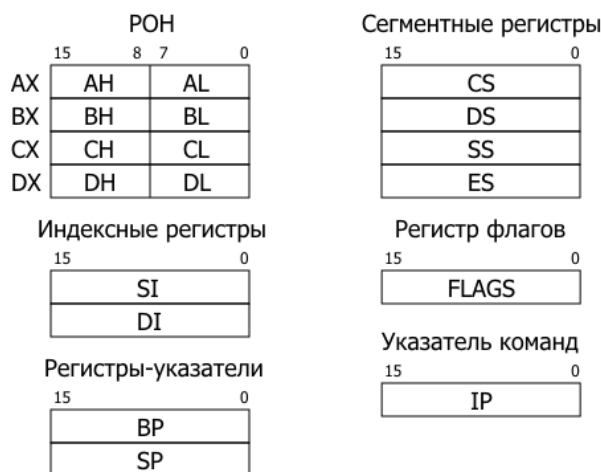 РОН
15 8 7 0
AX AH AL
BX BH BL
CX CH CL
DX DH DL
Индексные регистры
15 0
SI
DI
Регистры-указатели
15 0
BP
SP
Сегментные регистры
15 0
CS
DS
SS
ES
Регистр флагов
15 0
FLAGS
Указатель команд
15 0
IP